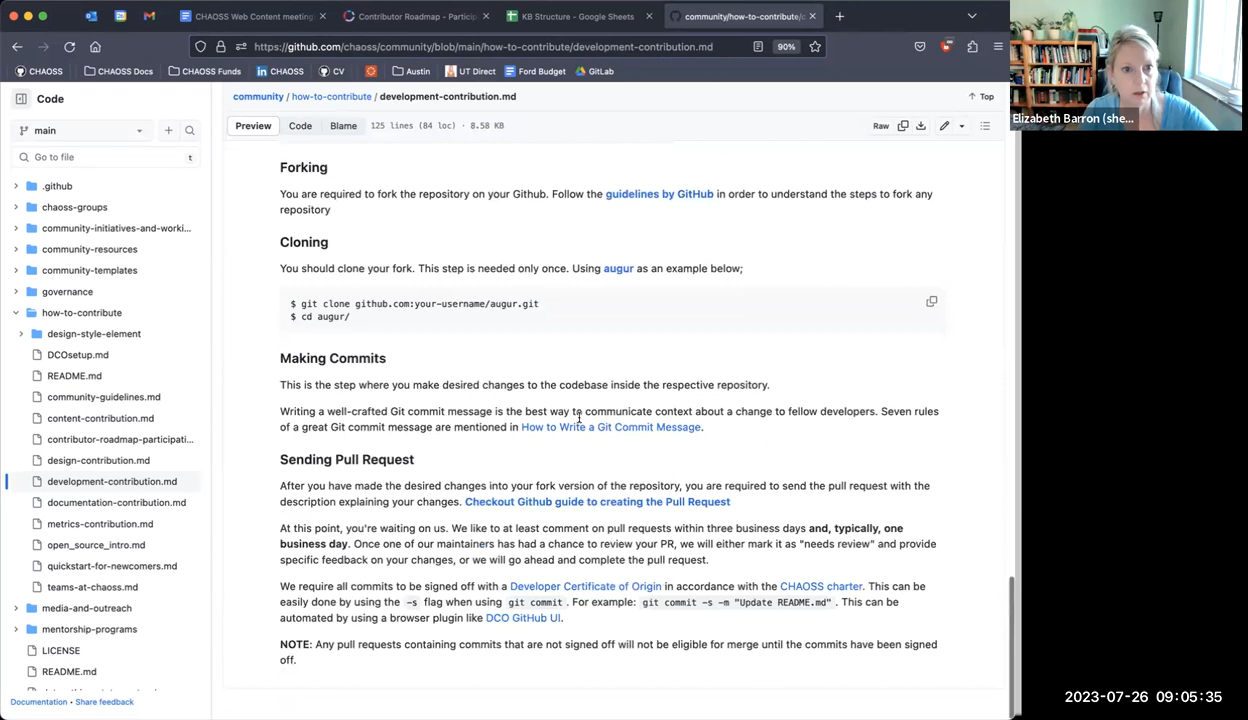 CHAOSS Web Content meeting
Contributor Roadmap - Particip
KB Structure - Google Sheets
community/how-to-contribute/c
https://github.com/chaoss/community/blob/main/how-to-contribute/development-contribution.md
90%
CHAOSS
CHAOSS Docs
CHAOSS Funds
CHAOSS
CV
Austin
UT Direct
Ford Budget
GitLab
Elizabeth Barron (she...
Code
community / how-to-contribute / development-contribution.md
Top
main
Preview
Code
Blame
125 lines (84 loc) · 8.58 KB
Raw
Go to file
t
.github
chaoss-groups
community-initiatives-and-worki...
community-resources
community-templates
governance
how-to-contribute
design-style-element
DCOsetup.md
README.md
community-guidelines.md
content-contribution.md
contributor-roadmap-participati...
design-contribution.md
development-contribution.md
documentation-contribution.md
metrics-contribution.md
open_source_intro.md
quickstart-for-newcomers.md
teams-at-chaoss.md
media-and-outreach
mentorship-programs
LICENSE
README.md
Documentation • Share feedback
Forking
You are required to fork the repository on your Github. Follow the guidelines by GitHub in order to understand the steps to fork any
repository
Cloning
You should clone your fork. This step is needed only once. Using augur as an example below;
$ git clone github.com:your-username/augur.git
$ cd augur/
Making Commits
This is the step where you make desired changes to the codebase inside the respective repository.
Writing a well-crafted Git commit message is the best way to communicate context about a change to fellow developers. Seven rules
of a great Git commit message are mentioned in How to Write a Git Commit Message.
Sending Pull Request
After you have made the desired changes into your fork version of the repository, you are required to send the pull request with the
description explaining your changes. Checkout Github guide to creating the Pull Request
At this point, you're waiting on us. We like to at least comment on pull requests within three business days and, typically, one
business day. Once one of our maintainers has had a chance to review your PR, we will either mark it as "needs review" and provide
specific feedback on your changes, or we will go ahead and complete the pull request.
We require all commits to be signed off with a Developer Certificate of Origin in accordance with the CHAOSS charter. This can be
easily done by using the -s flag when using git commit. For example: git commit -s -m "Update README.md". This can be
automated by using a browser plugin like DCO GitHub UI.
NOTE: Any pull requests containing commits that are not signed off will not be eligible for merge until the commits have been signed
off.
2023-07-26 09:05:35